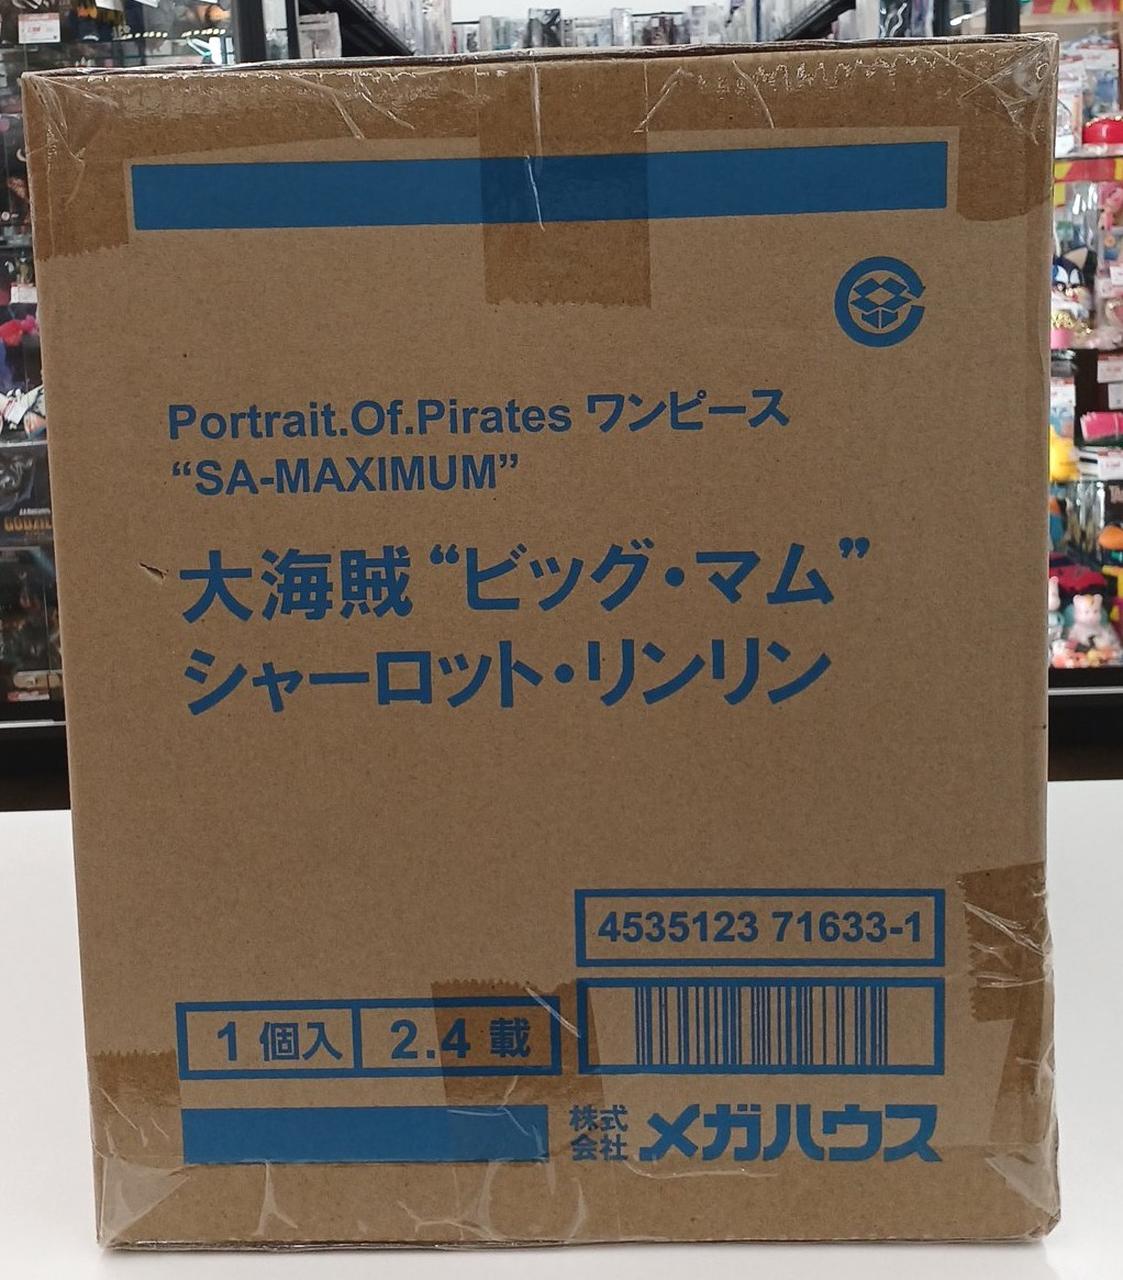 Portrait.Of.Pirates ワンピース
“SA-MAXIMUM”
大海賊“ビッグ・マム”
シャーロット・リンリン
4535123 71633-1
1 個入 2.4 載
株式会社 メガハウス
GODZIL